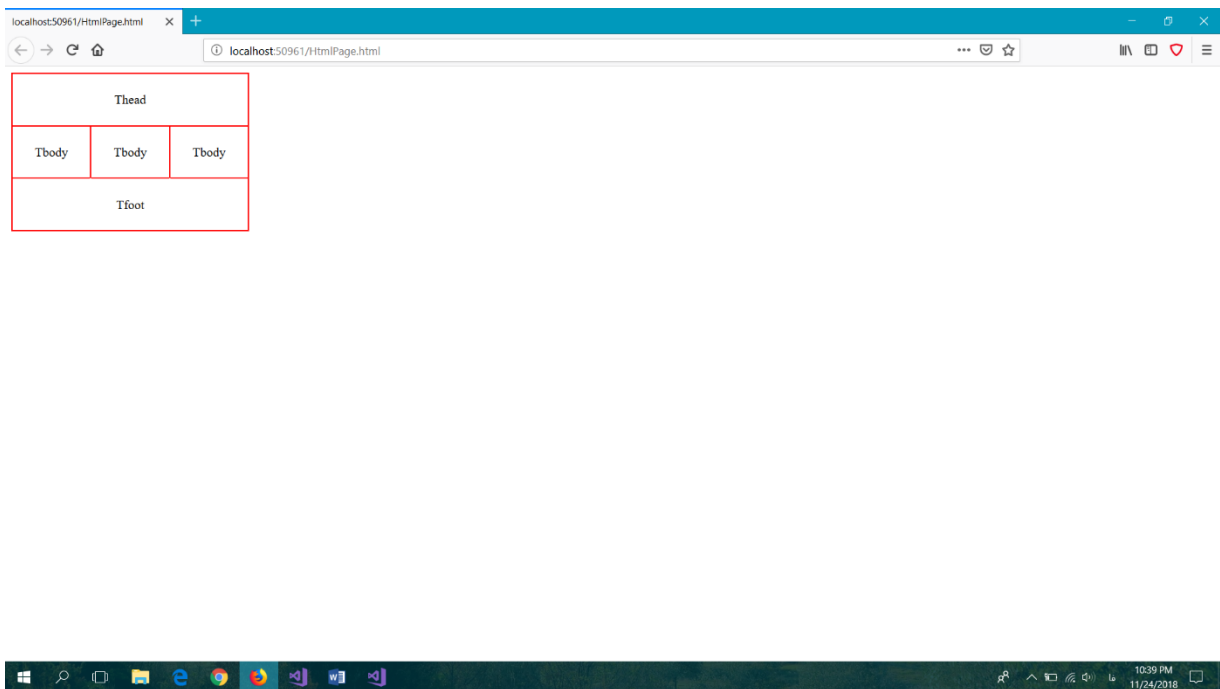 localhost:50961/HtmlPage.html
localhost:50961/HtmlPage.html
Thead
Tbody Tbody Tbody
Tfoot
فا
10:39 PM
11/24/2018